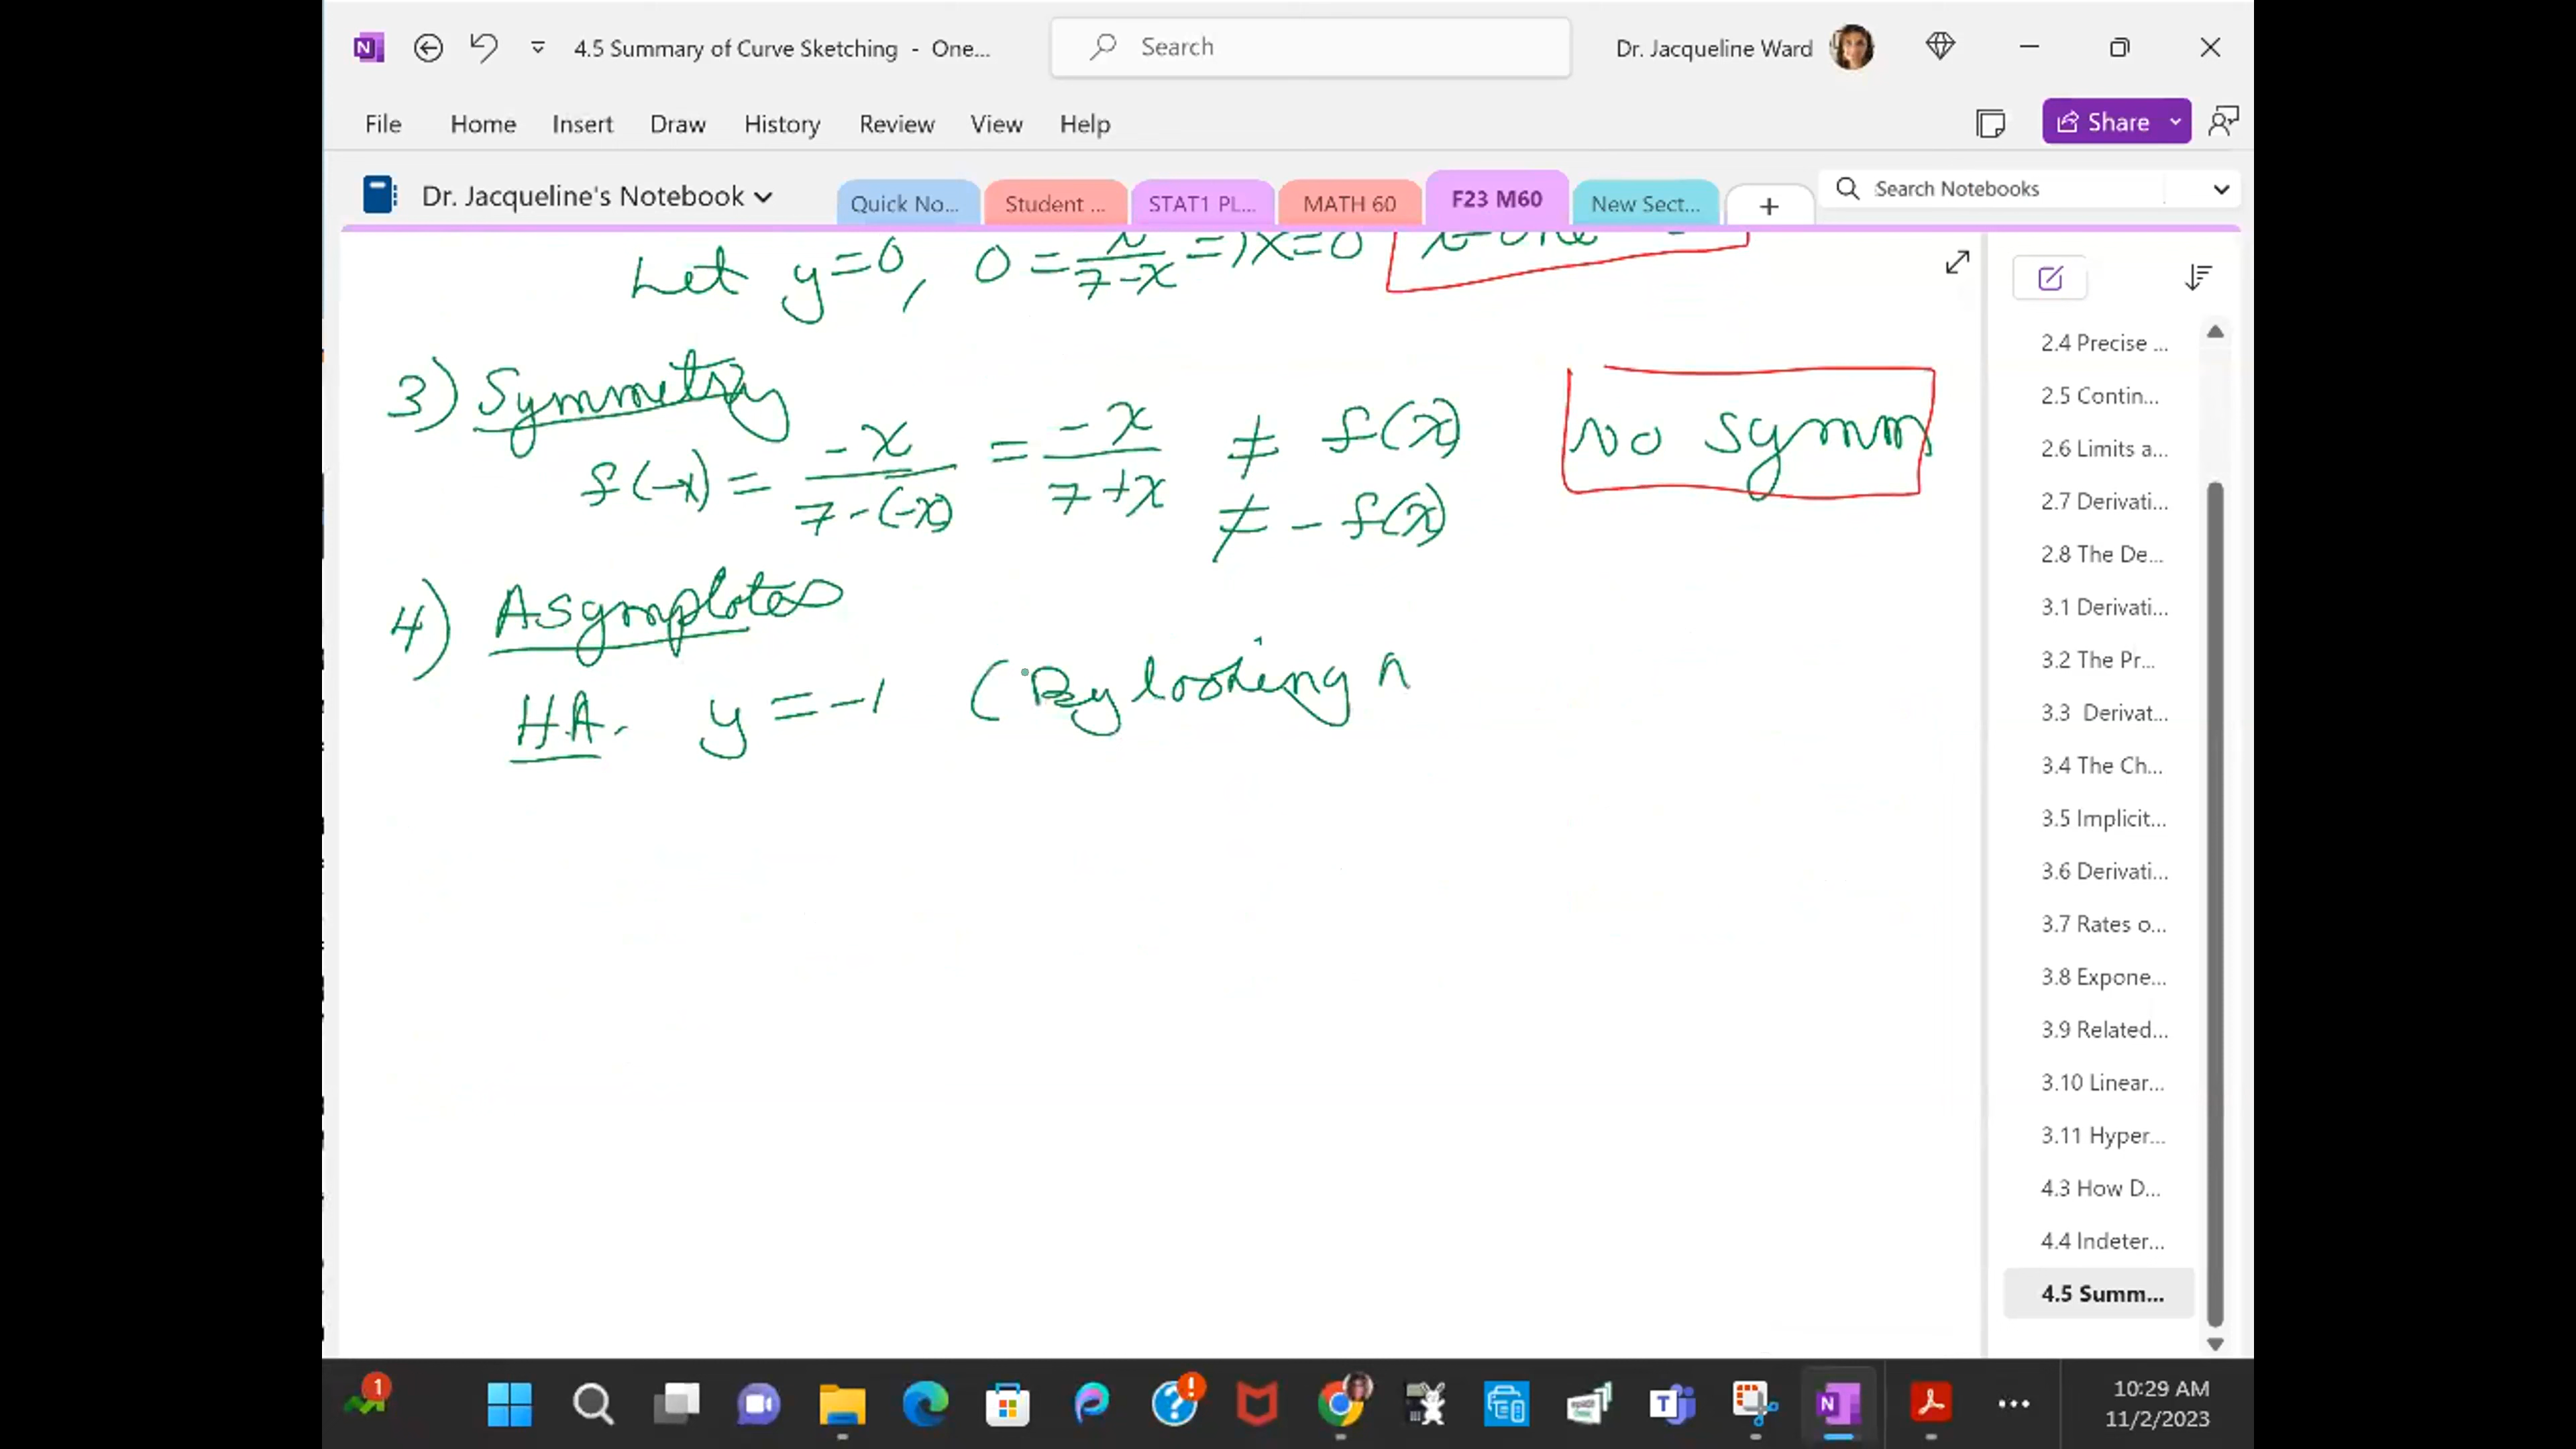 4.5 Summary of Curve Sketching - One...
Search
Dr. Jacqueline Ward
File Home Insert Draw History Review View Help
Share
Dr. Jacqueline's Notebook
Quick No...
Student ...
STAT1 PL...
MATH 60
F23 M60
New Sect...
+
Search Notebooks
Let y=0, 0 = x/(7-x) => x=0
3) Symmetry
f(-x) = -x/(7-(-x)) = -x/(7+x) ≠ f(x)
≠ - f(x)
No symm
4) Asymptotes
HA. y = -1 (By looking
2.4 Precise ...
2.5 Contin...
2.6 Limits a...
2.7 Derivati...
2.8 The De...
3.1 Derivati...
3.2 The Pr...
3.3 Derivat...
3.4 The Ch...
3.5 Implicit...
3.6 Derivati...
3.7 Rates o...
3.8 Expone...
3.9 Related...
3.10 Linear...
3.11 Hyper...
4.3 How D...
4.4 Indeter...
4.5 Summ...
1
10:29 AM
11/2/2023